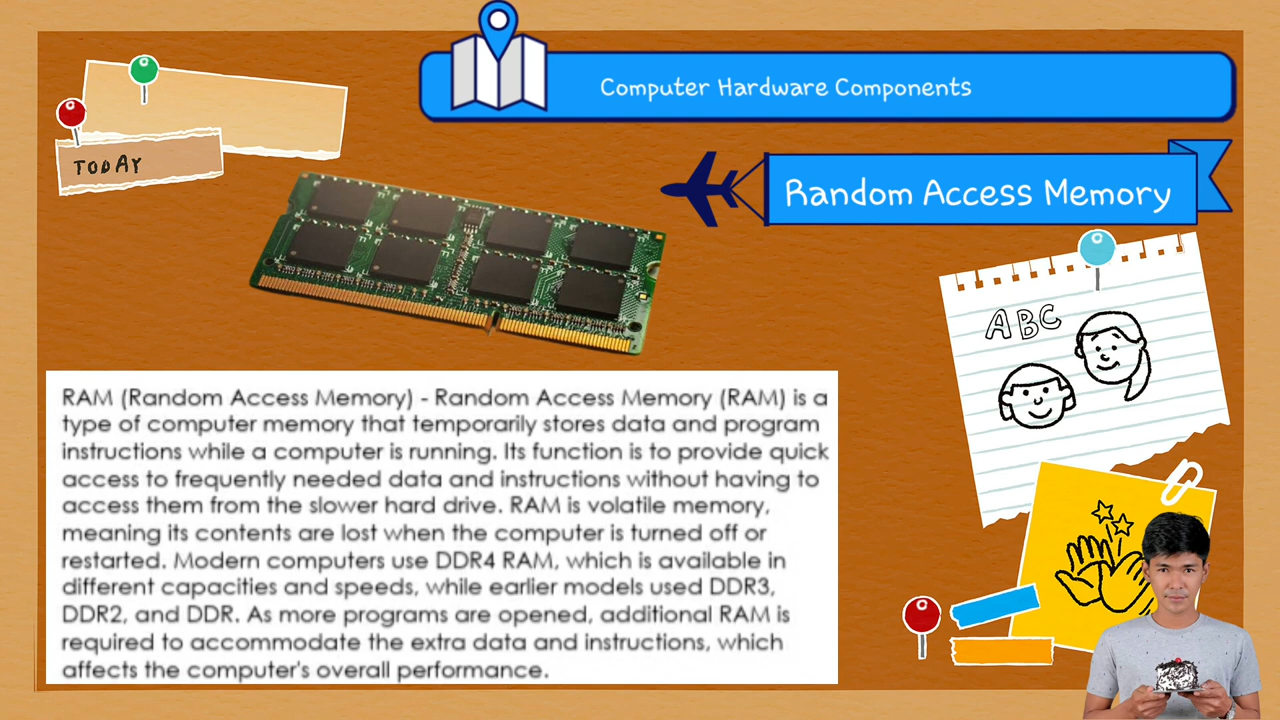 Computer Hardware Components
TODAY
Random Access Memory
ABC
RAM (Random Access Memory) - Random Access Memory (RAM) is a
type of computer memory that temporarily stores data and program
instructions while a computer is running. Its function is to provide quick
access to frequently needed data and instructions without having to
access them from the slower hard drive. RAM is volatile memory,
meaning its contents are lost when the computer is turned off or
restarted. Modern computers use DDR4 RAM, which is available in
different capacities and speeds, while earlier models used DDR3,
DDR2, and DDR. As more programs are opened, additional RAM is
required to accommodate the extra data and instructions, which
affects the computer's overall performance.